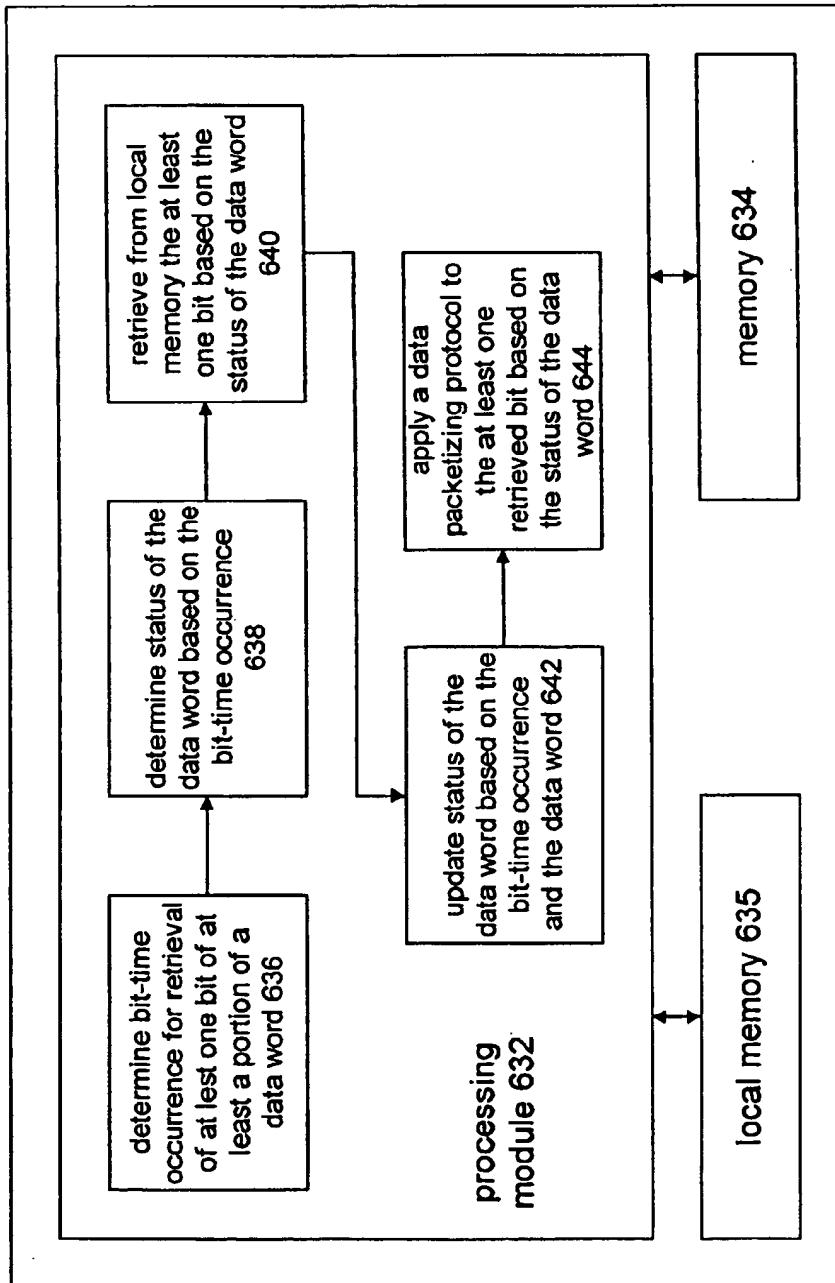 determine bit-time
occurrence for retrieval
of at lest one bit of at
least a portion of a
data word 636
determine status of the
data word based on the
bit-time occurrence
638
retrieve from local
memory the at least
one bit based on the
status of the data word
640
update status of the
data word based on the
bit-time occurrence
and the data word 642
apply a data
packetizing protocol to
the at least one
retrieved bit based on
the status of the data
word 644
processing
module 632
local memory 635
memory 634